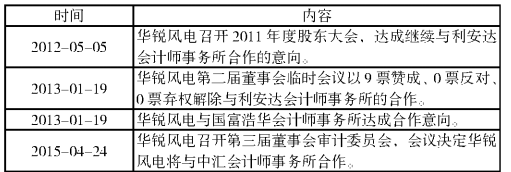 时间 内容
2012-05-05 华锐风电召开 2011 年度股东大会，达成继续与利安达
会计师事务所合作的意向。
2013-01-19 华锐风电第二届董事会临时会议以 9 票赞成、0 票反对、
0 票弃权解除与利安达会计师事务所的合作。
2013-01-19 华锐风电与国富浩华会计师事务所达成合作意向。
2015-04-24 华锐风电召开第三届董事会审计委员会，会议决定华锐
风电将与中汇会计师事务所合作。